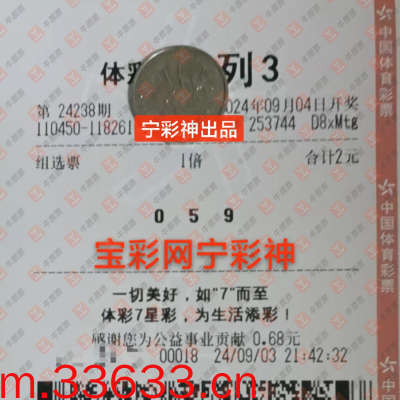 体彩 列3
第 24238期 2024年09月04日开奖
110450-118261 253744 D8xMtg
宁彩神出品
组选票 1倍 合计2元
0 5 9
宝彩网宁彩神
一切美好，如"7"而至
体彩7星彩，为生活添彩！
感谢您为公益事业贡献 0.68元
00018 24/09/03 21:42:32
m.33633.cn
中国体育彩票
中国体育彩票